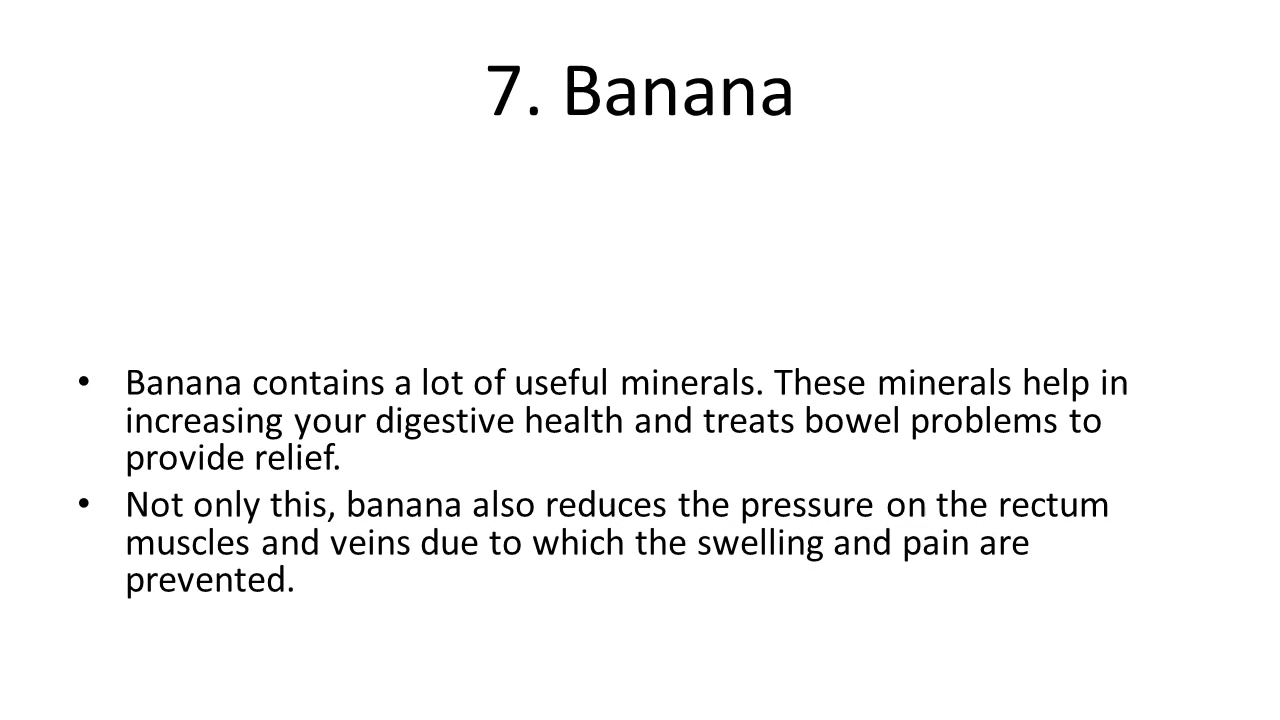 7. Banana
• Banana contains a lot of useful minerals. These minerals help in
increasing your digestive health and treats bowel problems to
provide relief.
• Not only this, banana also reduces the pressure on the rectum
muscles and veins due to which the swelling and pain are
prevented.